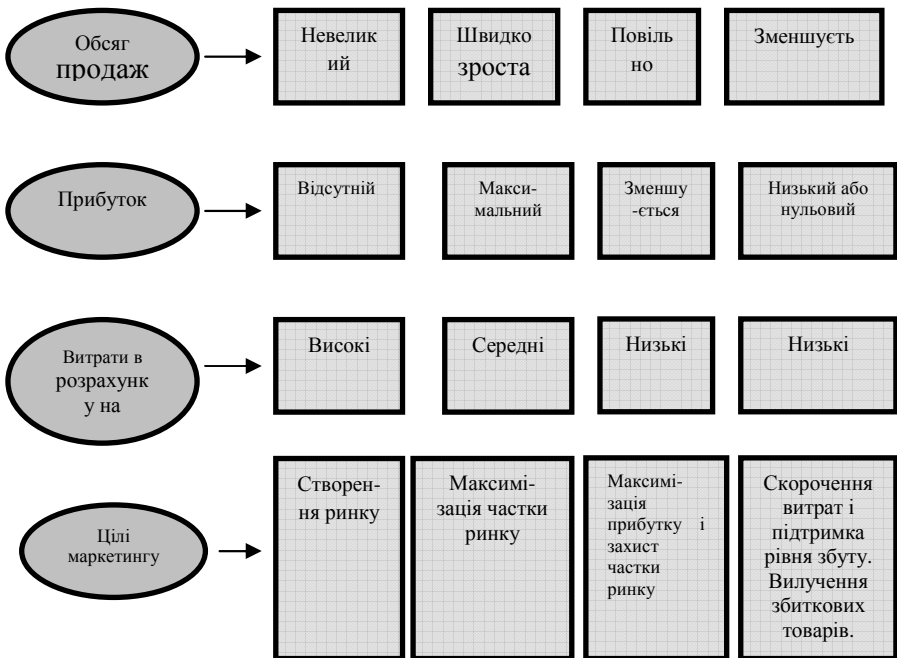 Обсяг
продаж
Невелик
ий
Швидко
зроста
Повіль
но
Зменшуєть
Прибуток
Відсутній
Макси-
мальний
Зменшу
-ється
Низький або
нульовий
Витрати в
розрахунк
у на
Високі
Середні
Низькі
Низькі
Цілі
маркетингу
Створен-
ня ринку
Максимі-
зація частки
ринку
Максимі-
зація
прибутку і
захист
частки
ринку
Скорочення
витрат і
підтримка
рівня збуту.
Вилучення
збиткових
товарів.